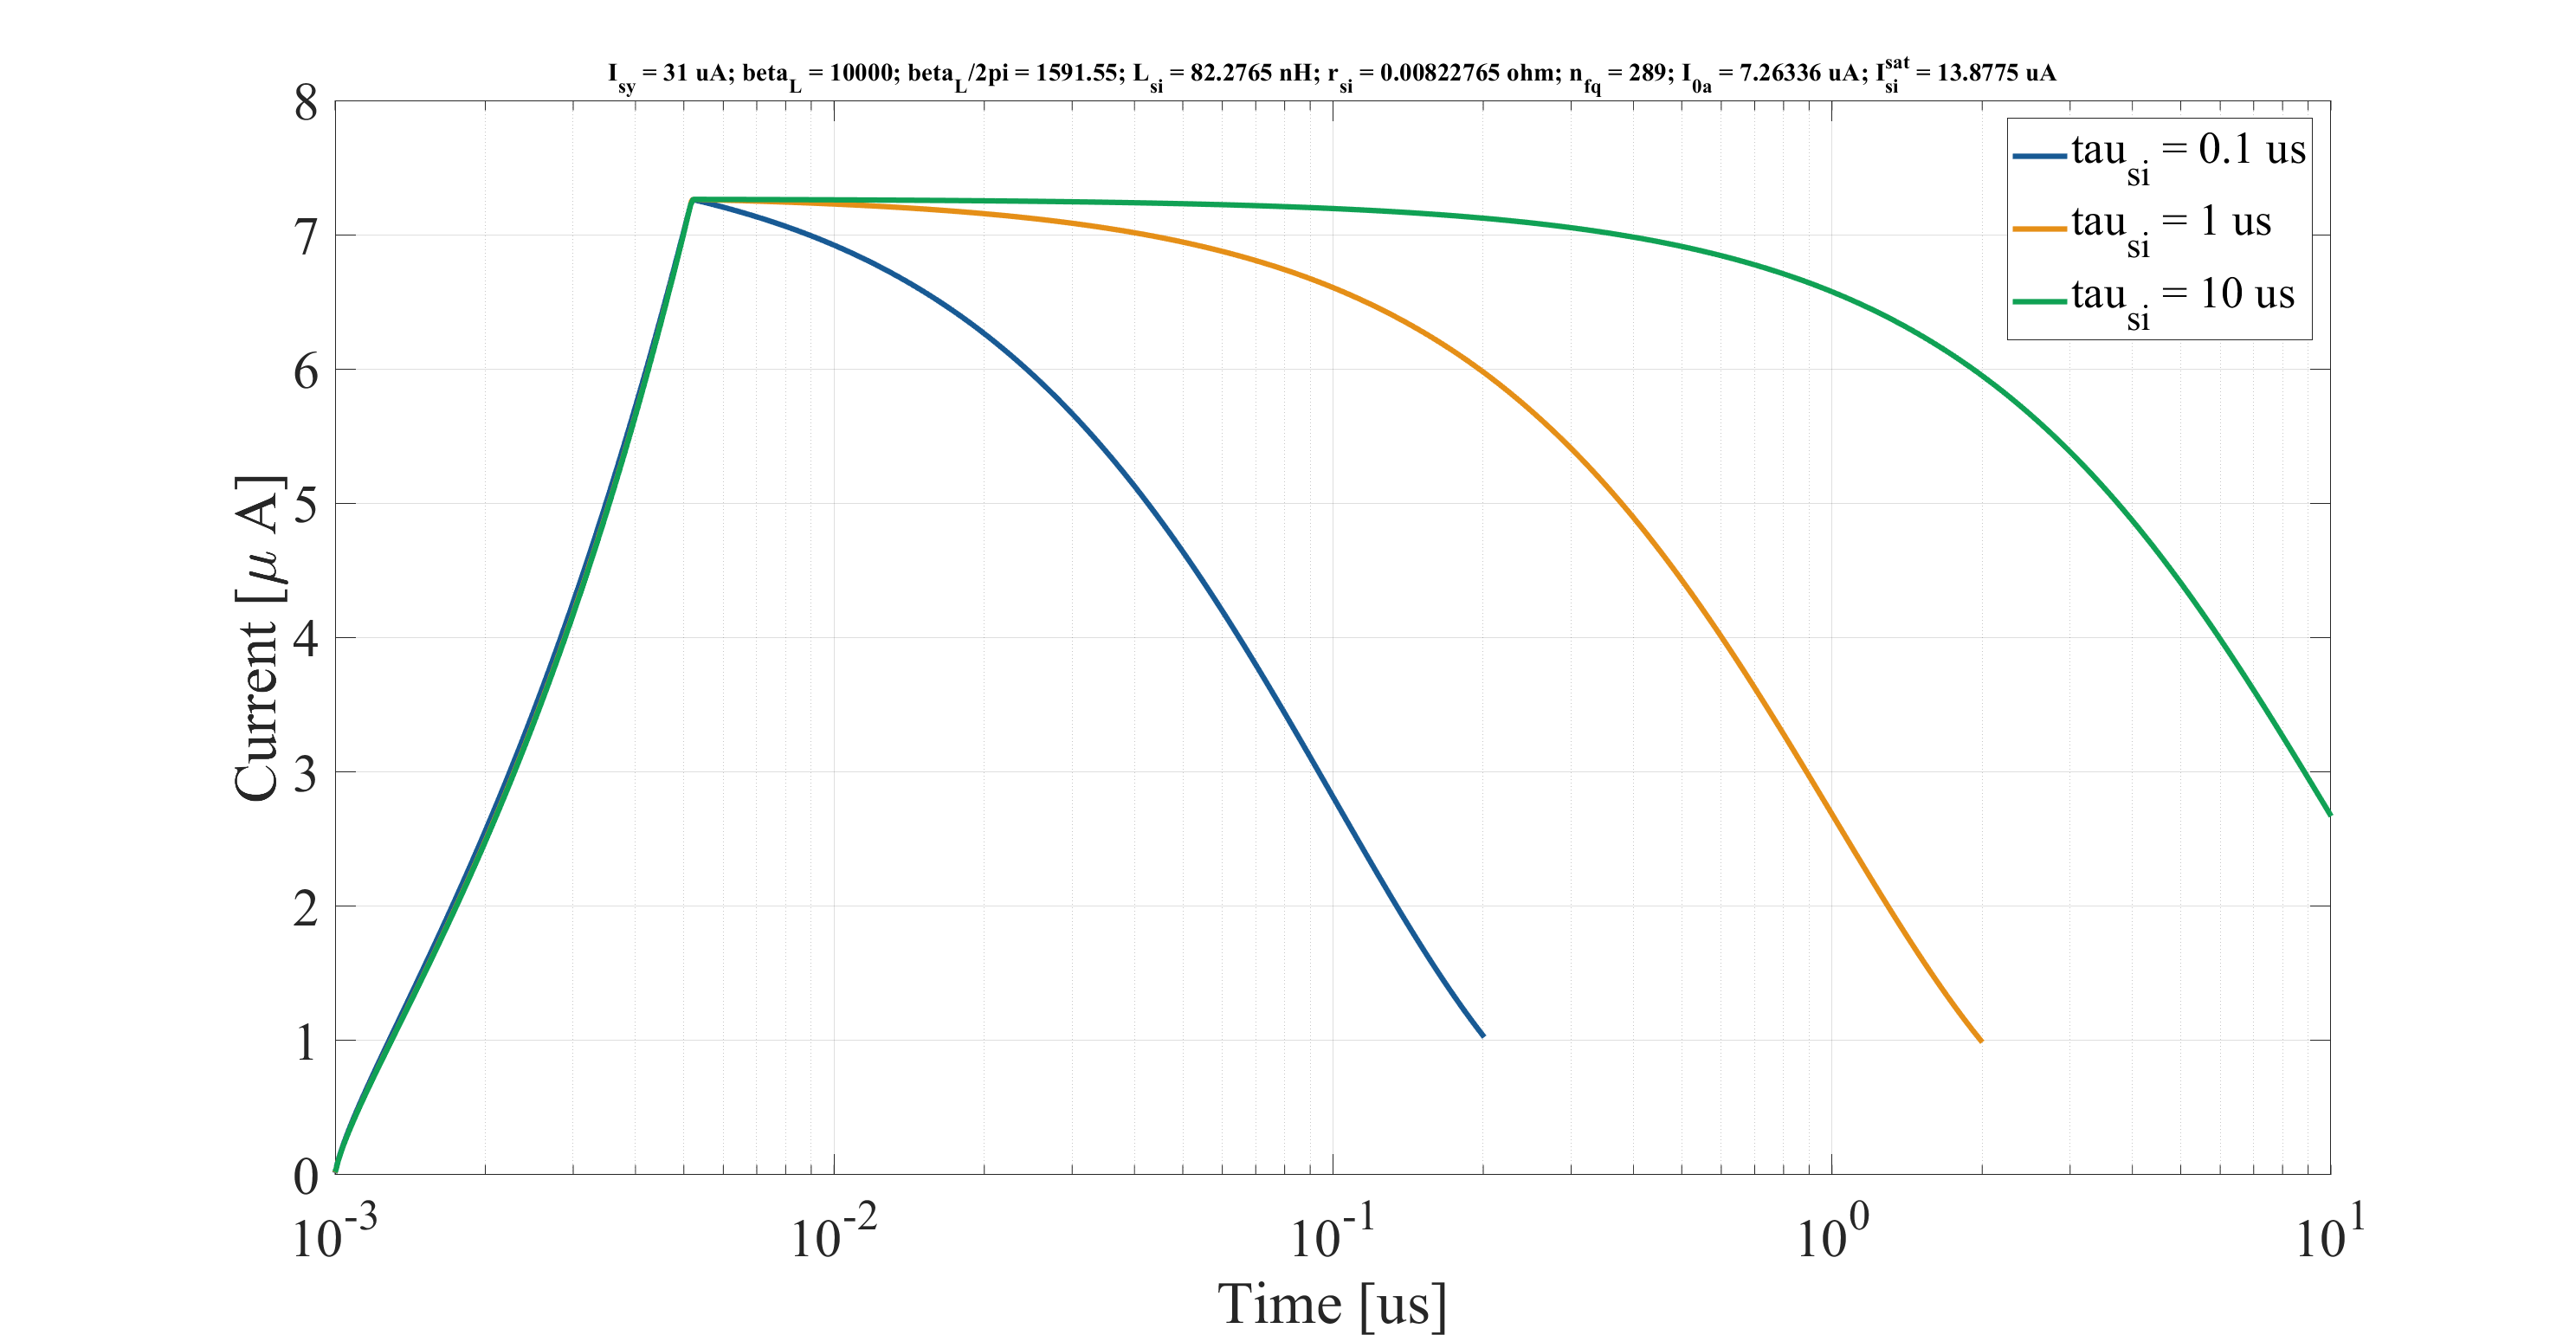 I_sy = 31 uA; beta_L = 10000; beta_L/2pi = 1591.55; L_si = 82.2765 nH; r_si = 0.00822765 ohm; n_fq = 289; I_0a = 7.26336 uA; I_si^sat = 13.8775 uA
8
7
6
5
4
3
2
1
0
Current [μ A]
tau_si = 0.1 us
tau_si = 1 us
tau_si = 10 us
10^-3 10^-2 10^-1 10^0 10^1
Time [us]